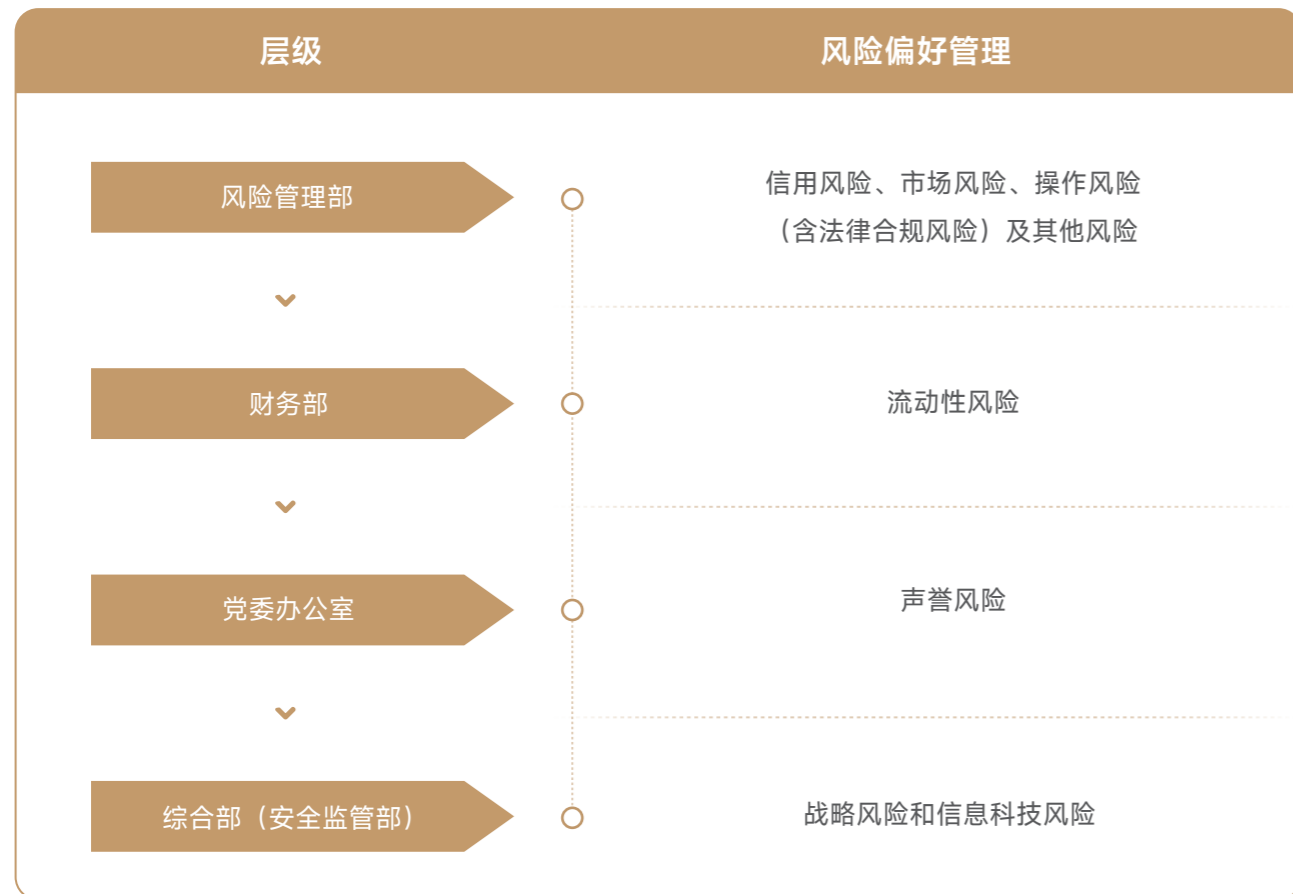 层级
风险偏好管理
风险管理部
信用风险、市场风险、操作风险
（含法律合规风险）及其他风险
财务部
流动性风险
党委办公室
声誉风险
综合部（安全监管部）
战略风险和信息科技风险